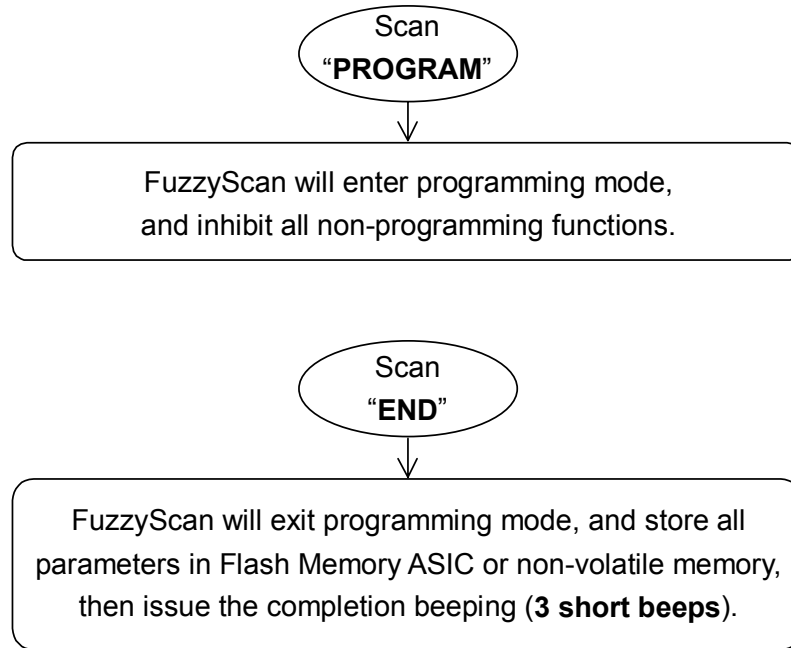 Scan
“PROGRAM”
FuzzyScan will enter programming mode,
and inhibit all non-programming functions.
Scan
“END”
FuzzyScan will exit programming mode, and store all
parameters in Flash Memory ASIC or non-volatile memory,
then issue the completion beeping (3 short beeps).